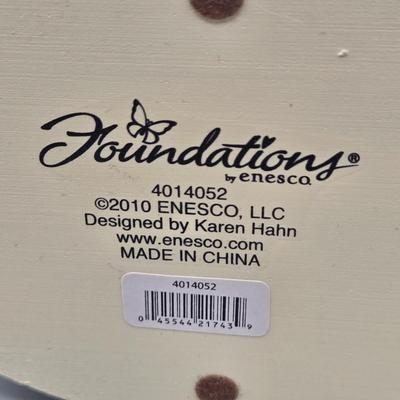 Foundations®
by enesco.
4014052
©2010 ENESCO, LLC
Designed by Karen Hahn
www.enesco.com
MADE IN CHINA
4014052
0 45544 21743 9